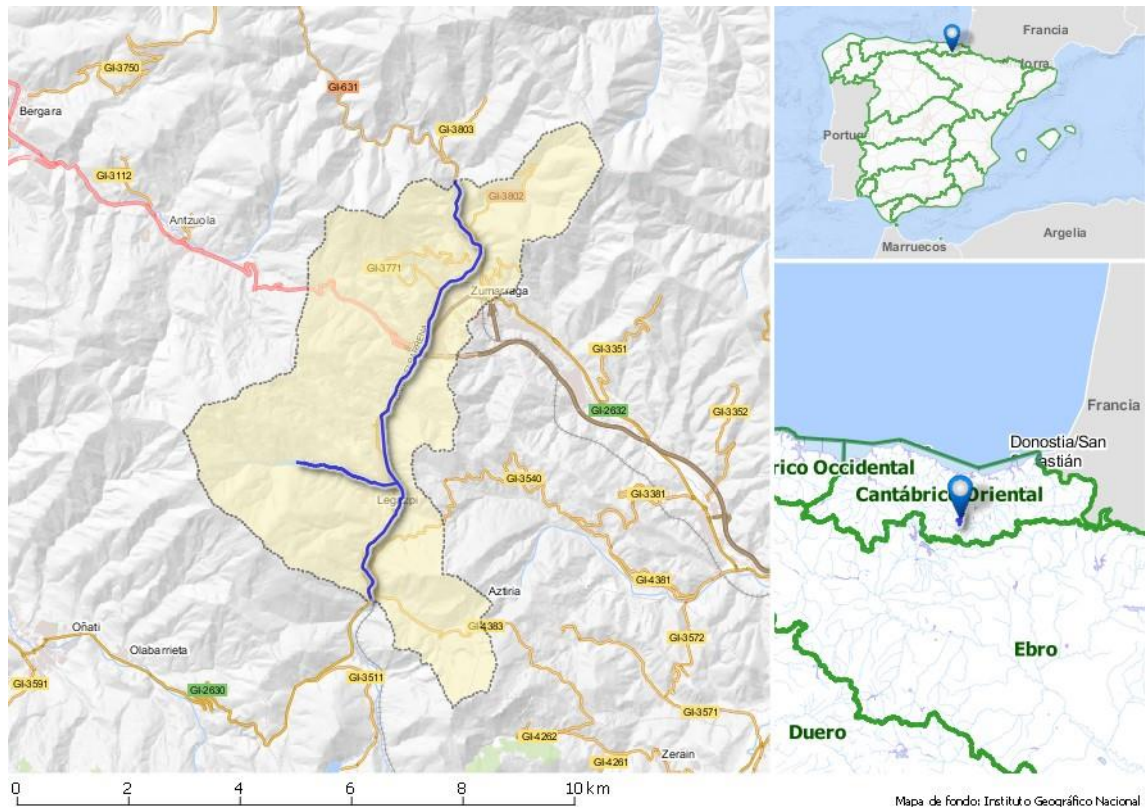 GI-3750
GI-631
Bergara
GI-3803
GI-3112
GI-3802
Antzuola
GI-3771
Zumarraga
GI-3351
GI-2632
GI-3352
GI-3540
GI-3381
GI-4381
Aztiria
GI-4383
Oñati
GI-3572
Olabarrieta
GI-3591
GI-3511
GI-2630
GI-3571
GI-4262
Zerain
GI-4261
0 2 4 6 8 10 km
Francia
Argelia
Marruecos
Francia
Donostia/San
rico Occidental
Cantábrico Oriental
Ebro
Duero
Mapa de fondo: Instituto Geográfico Nacional